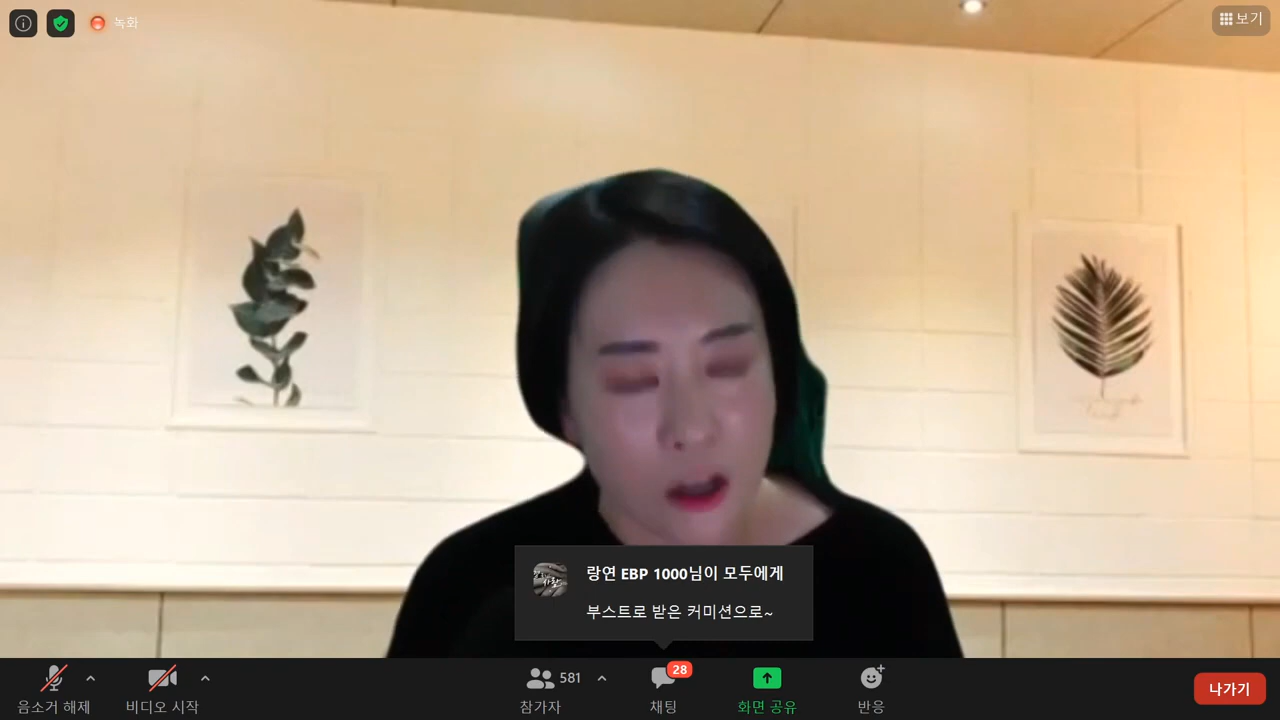 녹화
보기
랑연 EBP 1000님이 모두에게
부스트로 받은 커미션으로~
581
28
음소거 해제
비디오 시작
참가자
채팅
화면 공유
반응
나가기